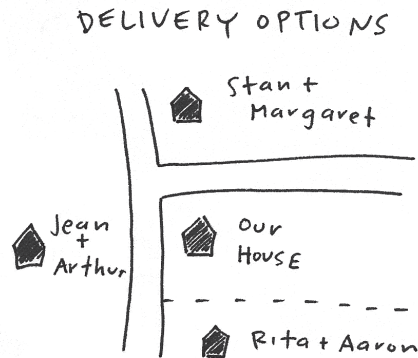 DELIVERY OPTIONS
Stan +
Margaret
Jean
+
Arthur
Our
HOUSE
Rita + Aaron